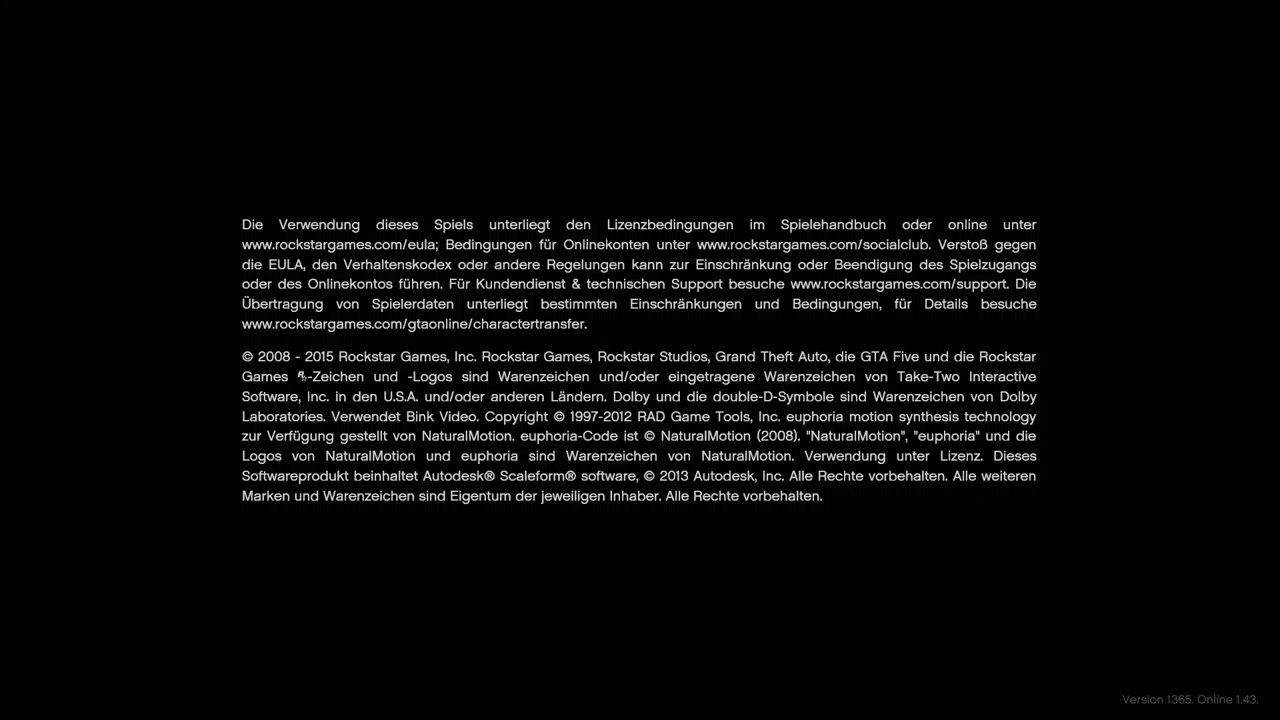 Die Verwendung dieses Spiels unterliegt den Lizenzbedingungen im Spielehandbuch oder online unter
www.rockstargames.com/eula; Bedingungen für Onlinekonten unter www.rockstargames.com/socialclub. Verstoß gegen
die EULA, den Verhaltenskodex oder andere Regelungen kann zur Einschränkung oder Beendigung des Spielzugangs
oder des Onlinekontos führen. Für Kundendienst & technischen Support besuche www.rockstargames.com/support. Die
Übertragung von Spielerdaten unterliegt bestimmten Einschränkungen und Bedingungen, für Details besuche
www.rockstargames.com/gtaonline/charactertransfer.
© 2008 - 2015 Rockstar Games, Inc. Rockstar Games, Rockstar Studios, Grand Theft Auto, die GTA Five und die Rockstar
Games R*-Zeichen und -Logos sind Warenzeichen und/oder eingetragene Warenzeichen von Take-Two Interactive
Software, Inc. in den U.S.A. und/oder anderen Ländern. Dolby und die double-D-Symbole sind Warenzeichen von Dolby
Laboratories. Verwendet Bink Video. Copyright © 1997-2012 RAD Game Tools, Inc. euphoria motion synthesis technology
zur Verfügung gestellt von NaturalMotion. euphoria-Code ist © NaturalMotion (2008). "NaturalMotion", "euphoria" und die
Logos von NaturalMotion und euphoria sind Warenzeichen von NaturalMotion. Verwendung unter Lizenz. Dieses
Softwareprodukt beinhaltet Autodesk® Scaleform® software, © 2013 Autodesk, Inc. Alle Rechte vorbehalten. Alle weiteren
Marken und Warenzeichen sind Eigentum der jeweiligen Inhaber. Alle Rechte vorbehalten.
Version 1365. Online 1.43.